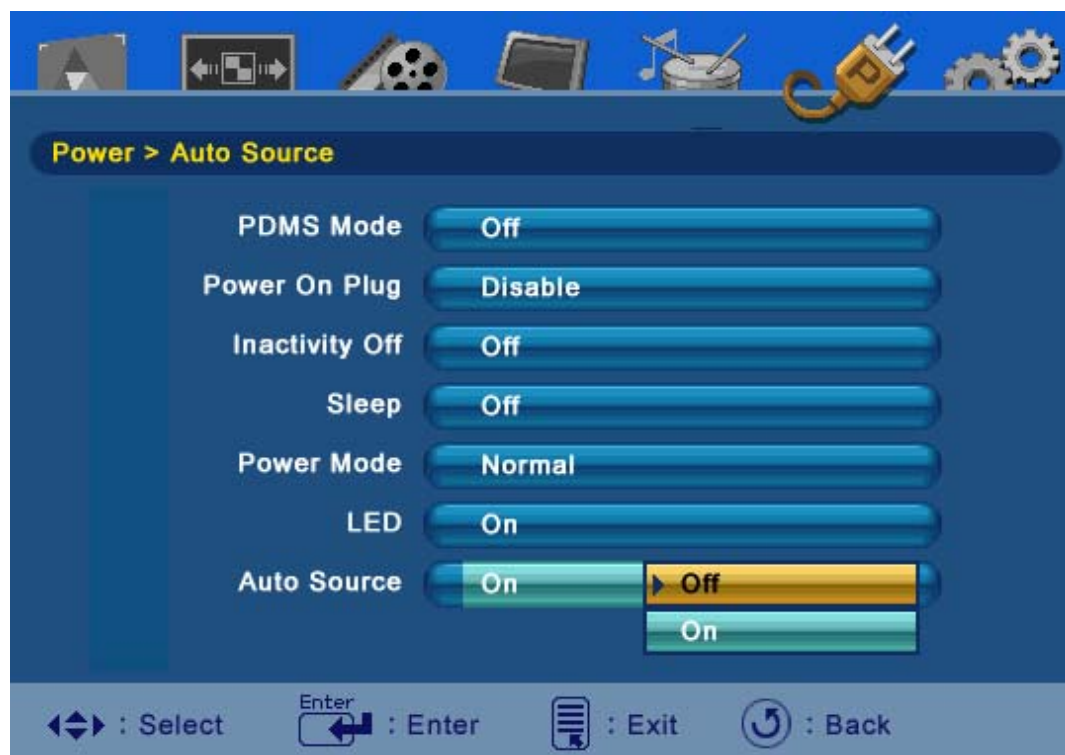 P
Power > Auto Source
PDMS Mode Off
Power On Plug Disable
Inactivity Off Off
Sleep Off
Power Mode Normal
LED On
Auto Source On Off
On
: Select Enter : Enter : Exit : Back